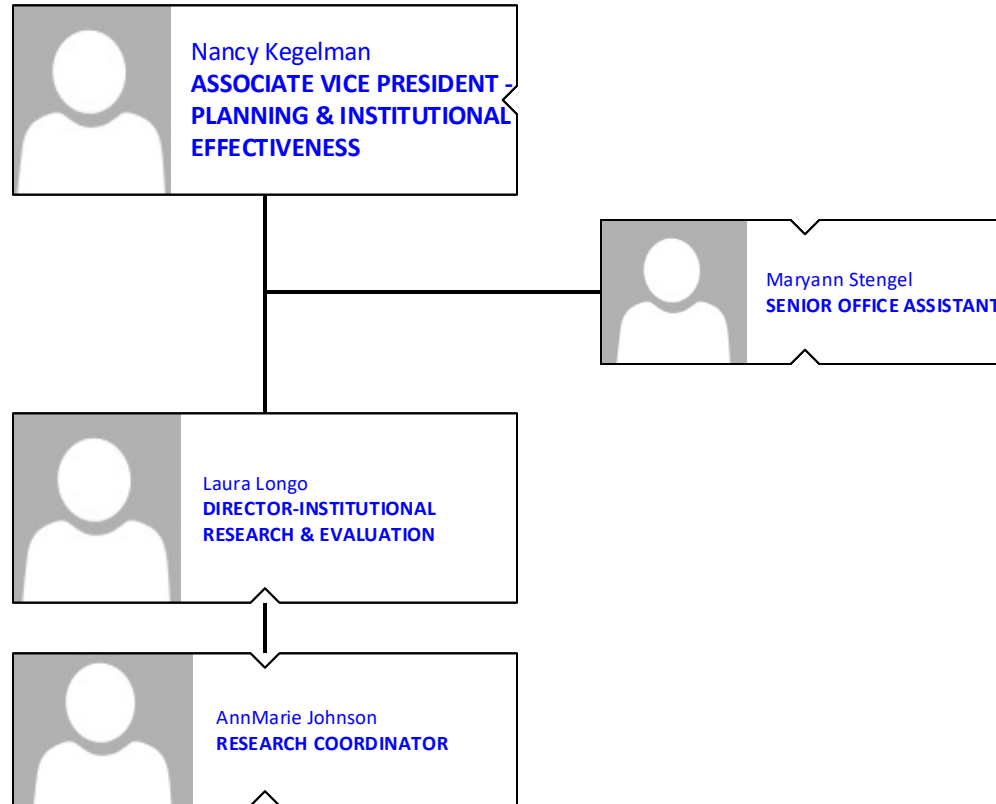 Nancy Kegelman
ASSOCIATE VICE PRESIDENT -
PLANNING & INSTITUTIONAL
EFFECTIVENESS
Maryann Stengel
SENIOR OFFICE ASSISTANT
Laura Longo
DIRECTOR-INSTITUTIONAL
RESEARCH & EVALUATION
AnnMarie Johnson
RESEARCH COORDINATOR